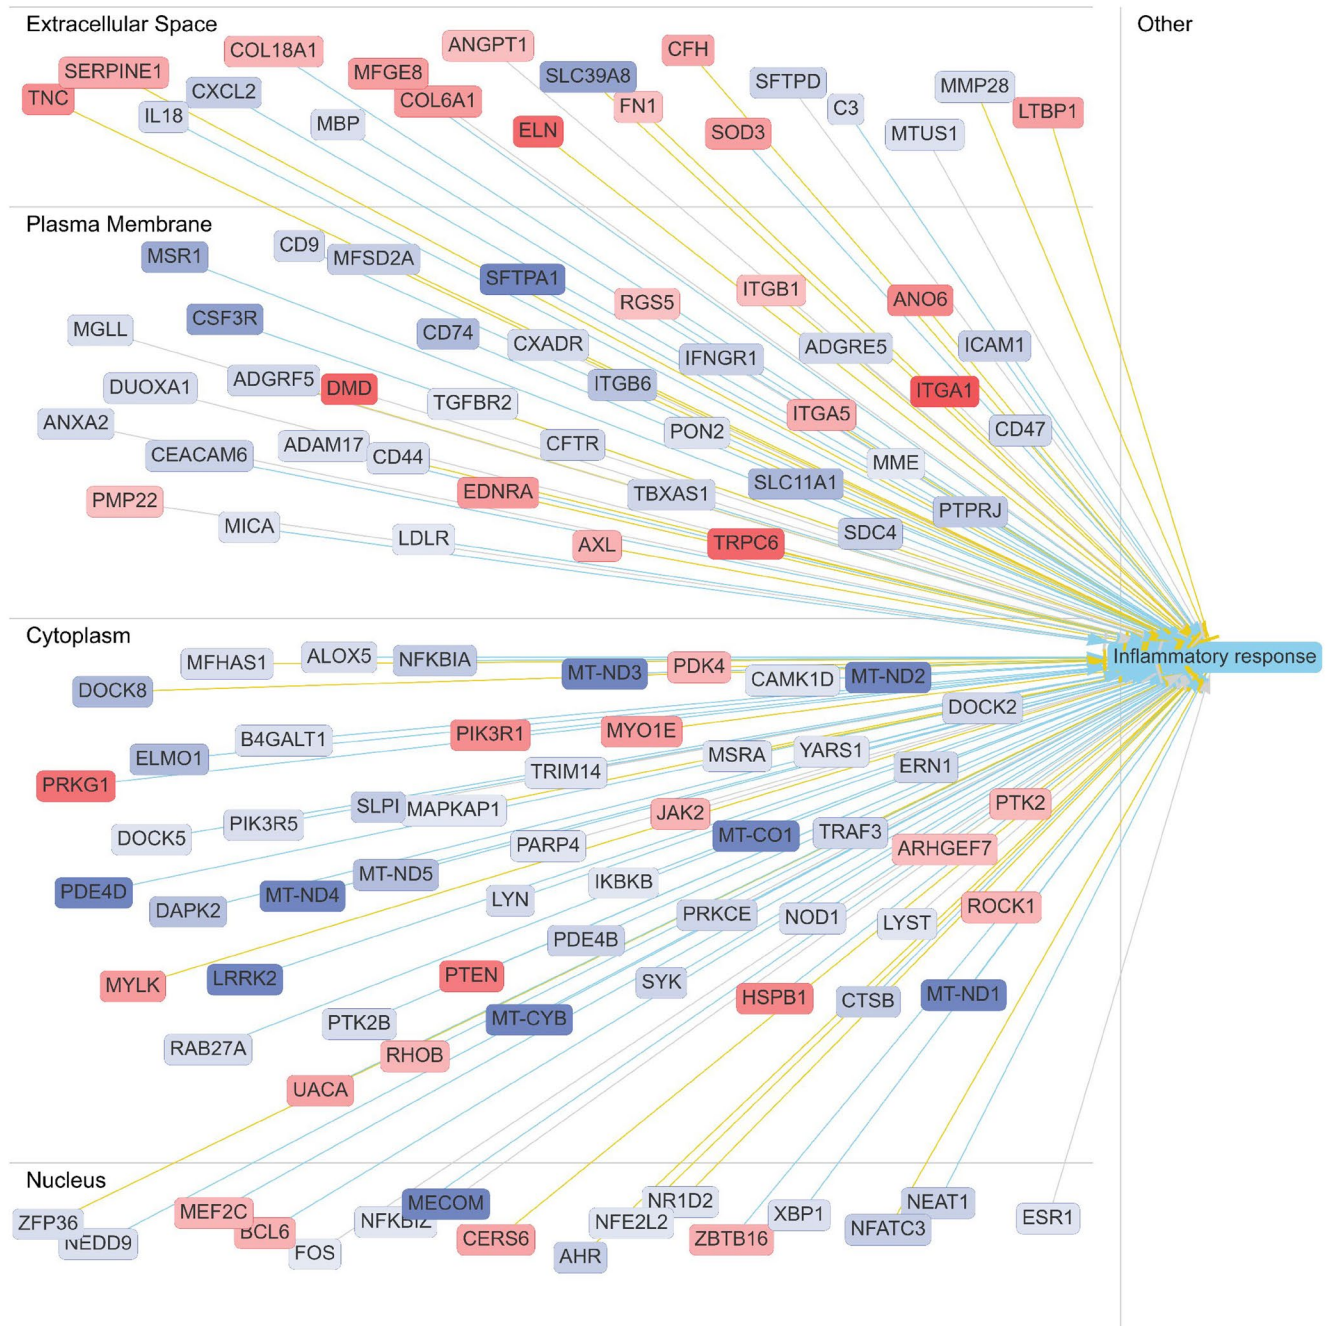 Extracellular Space
Other
COL18A1
ANGPT1
CFH
SERPINE1
MFGE8
SLC39A8
SFTPD
MMP28
TNC
CXCL2
COL6A1
FN1
C3
LTBP1
IL18
MBP
ELN
SOD3
MTUS1
Plasma Membrane
MSR1
CD9
MFSD2A
SFTPA1
ITGB1
ANO6
RGS5
MGLL
CSF3R
CD74
CXADR
IFNGR1
ADGRE5
ICAM1
DUOXA1
ADGRF5
DMD
ITGB6
ITGA1
TGFBR2
ITGA5
ANXA2
CEACAM6
ADAM17
CD44
CFTR
PON2
CD47
MME
PMP22
EDNRA
TBXAS1
SLC11A1
PTPRJ
MICA
LDLR
AXL
TRPC6
SDC4
Cytoplasm
Inflammatory response
MFHAS1
ALOX5
NFKBIA
MT-ND3
PDK4
CAMK1D
MT-ND2
DOCK8
DOCK2
B4GALT1
PIK3R1
MYO1E
ELMO1
MSRA
YARS1
PRKG1
TRIM14
ERN1
SLPI
MAPKAP1
JAK2
PTK2
DOCK5
PIK3R5
PARP4
MT-CO1
TRAF3
ARHGEF7
PDE4D
MT-ND4
MT-ND5
IKBKB
DAPK2
LYN
PRKCE
NOD1
LYST
ROCK1
PDE4B
MYLK
LRRK2
PTEN
SYK
HSPB1
CTSB
MT-ND1
RAB27A
PTK2B
MT-CYB
RHOB
UACA
Nucleus
ZFP36
MEF2C
MECOM
NR1D2
NEAT1
NEDD9
BCL6
NFKBIZ
NFE2L2
XBP1
NFATC3
ESR1
FOS
CERS6
AHR
ZBTB16